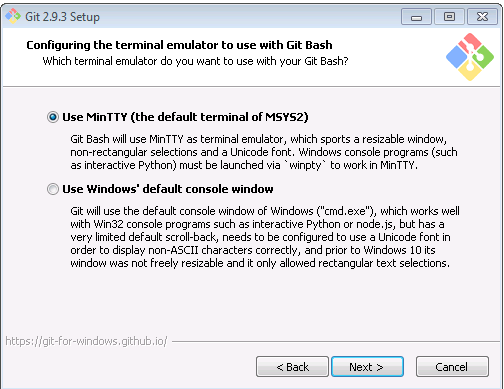 Git 2.9.3 Setup
Configuring the terminal emulator to use with Git Bash
Which terminal emulator do you want to use with your Git Bash?
Use MinTTY (the default terminal of MSYS2)
Git Bash will use MinTTY as terminal emulator, which sports a resizable window,
non-rectangular selections and a Unicode font. Windows console programs (such
as interactive Python) must be launched via `winpty` to work in MinTTY.
Use Windows' default console window
Git will use the default console window of Windows ("cmd.exe"), which works well
with Win32 console programs such as interactive Python or node.js, but has a
very limited default scroll-back, needs to be configured to use a Unicode font in
order to display non-ASCII characters correctly, and prior to Windows 10 its
window was not freely resizable and it only allowed rectangular text selections.
https://git-for-windows.github.io/
< Back
Next >
Cancel